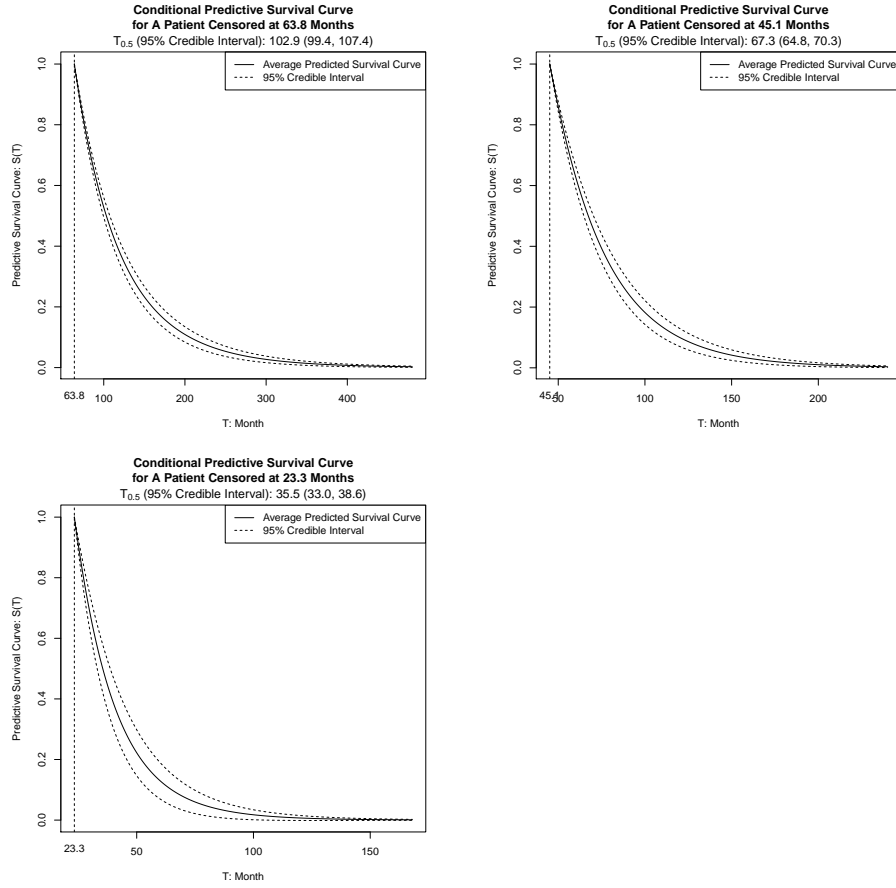 Conditional Predictive Survival Curve
for A Patient Censored at 63.8 Months
T0.5 (95% Credible Interval): 102.9 (99.4, 107.4)
Average Predicted Survival Curve
95% Credible Interval
Predictive Survival Curve: S(T)
1.0
0.8
0.6
0.4
0.2
0.0
63.8 100 200 300 400
T: Month
Conditional Predictive Survival Curve
for A Patient Censored at 45.1 Months
T0.5 (95% Credible Interval): 67.3 (64.8, 70.3)
Average Predicted Survival Curve
95% Credible Interval
Predictive Survival Curve: S(T)
1.0
0.8
0.6
0.4
0.2
0.0
45.1 50 100 150 200
T: Month
Conditional Predictive Survival Curve
for A Patient Censored at 23.3 Months
T0.5 (95% Credible Interval): 35.5 (33.0, 38.6)
Average Predicted Survival Curve
95% Credible Interval
Predictive Survival Curve: S(T)
1.0
0.8
0.6
0.4
0.2
0.0
23.3 50 100 150
T: Month